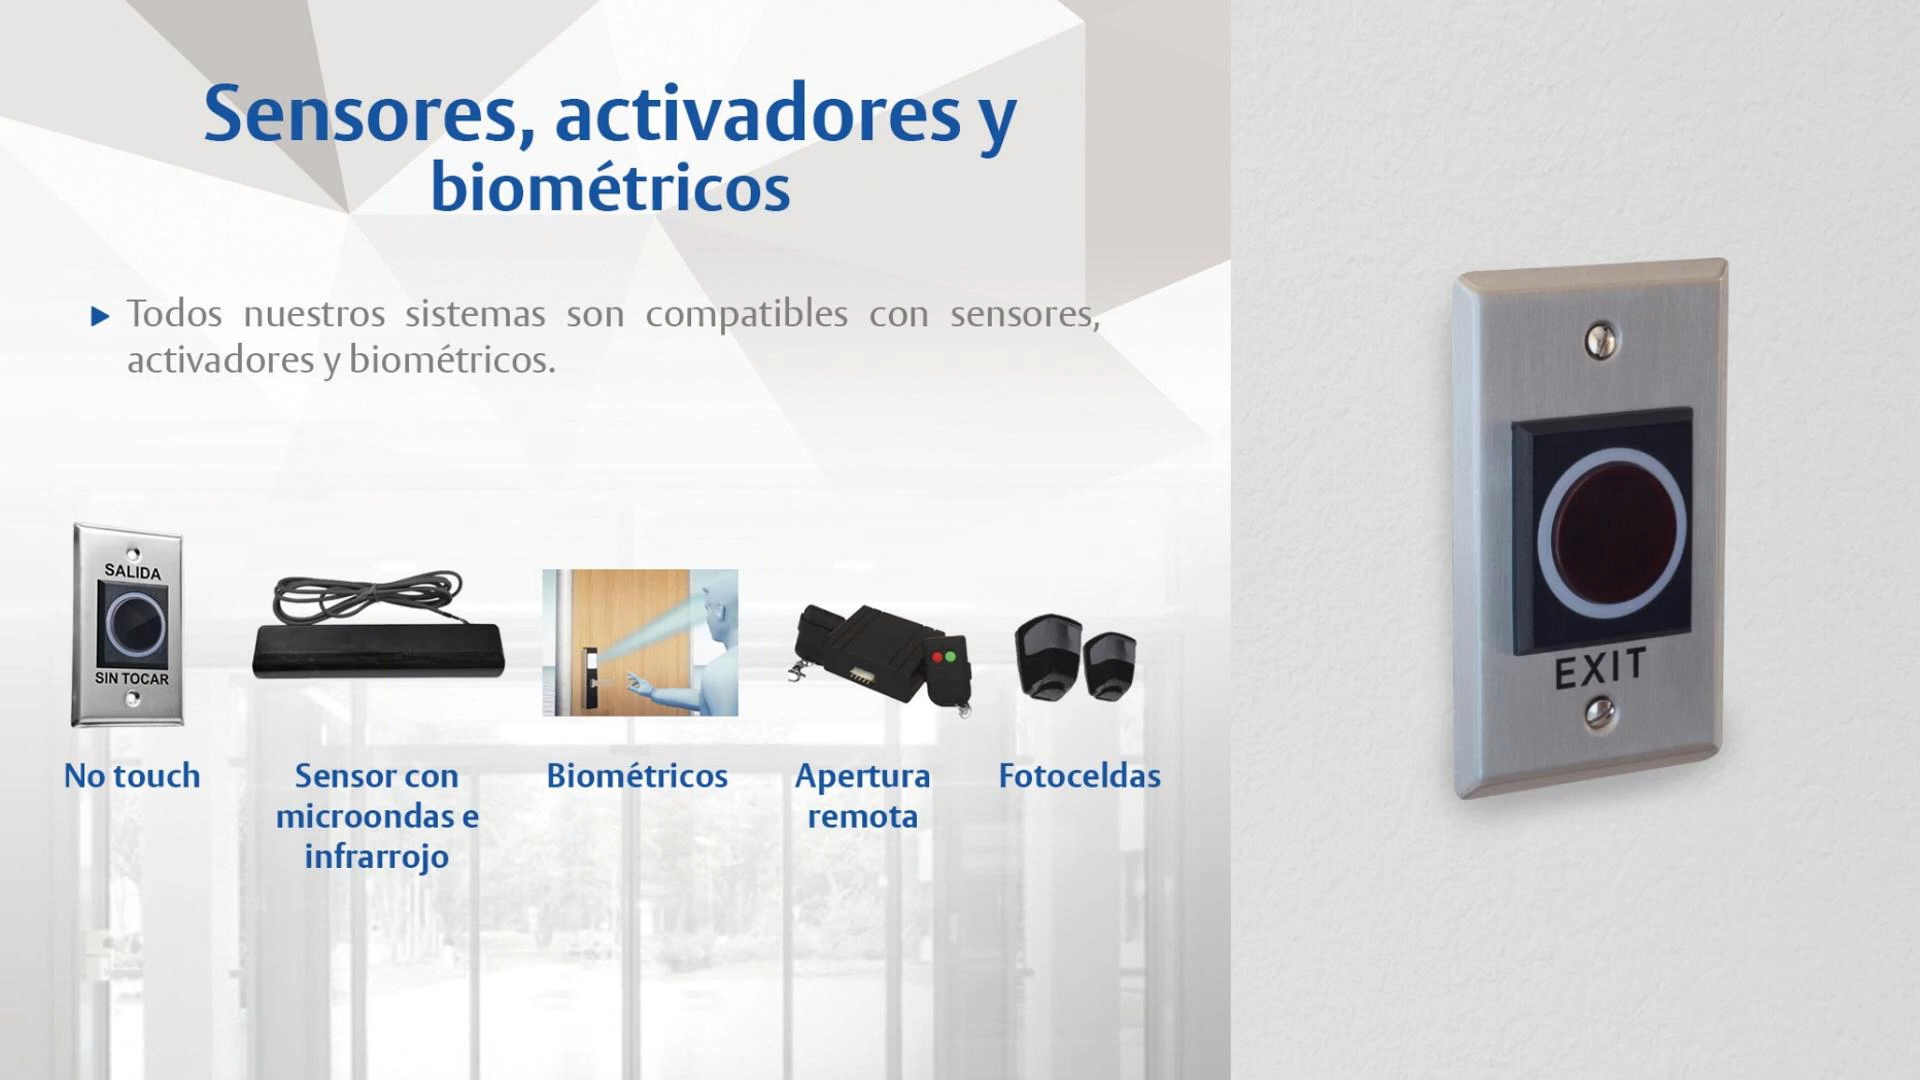 Sensores, activadores y
biométricos
Todos nuestros sistemas son compatibles con sensores,
activadores y biométricos.
SALIDA
SIN TOCAR
No touch
Sensor con
microondas e
infrarrojo
Biométricos
Apertura
remota
Fotoceldas
EXIT